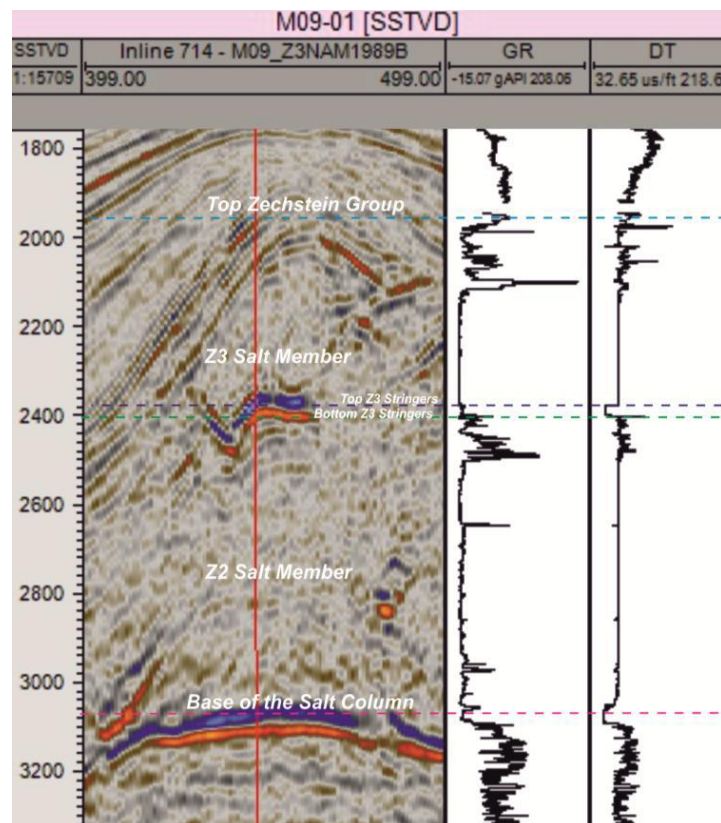 M09-01 [SSTVD]
SSTVD Inline 714 - M09_Z3NAM1989B GR DT
1:15709 399.00 499.00 -15.07 gAPI 208.06 32.65 us/ft 218.6
1800
Top Zechstein Group
2000
2200
Z3 Salt Member
Top Z3 Stringers
2400
Bottom Z3 Stringers
2600
Z2 Salt Member
2800
3000
Base of the Salt Column
3200